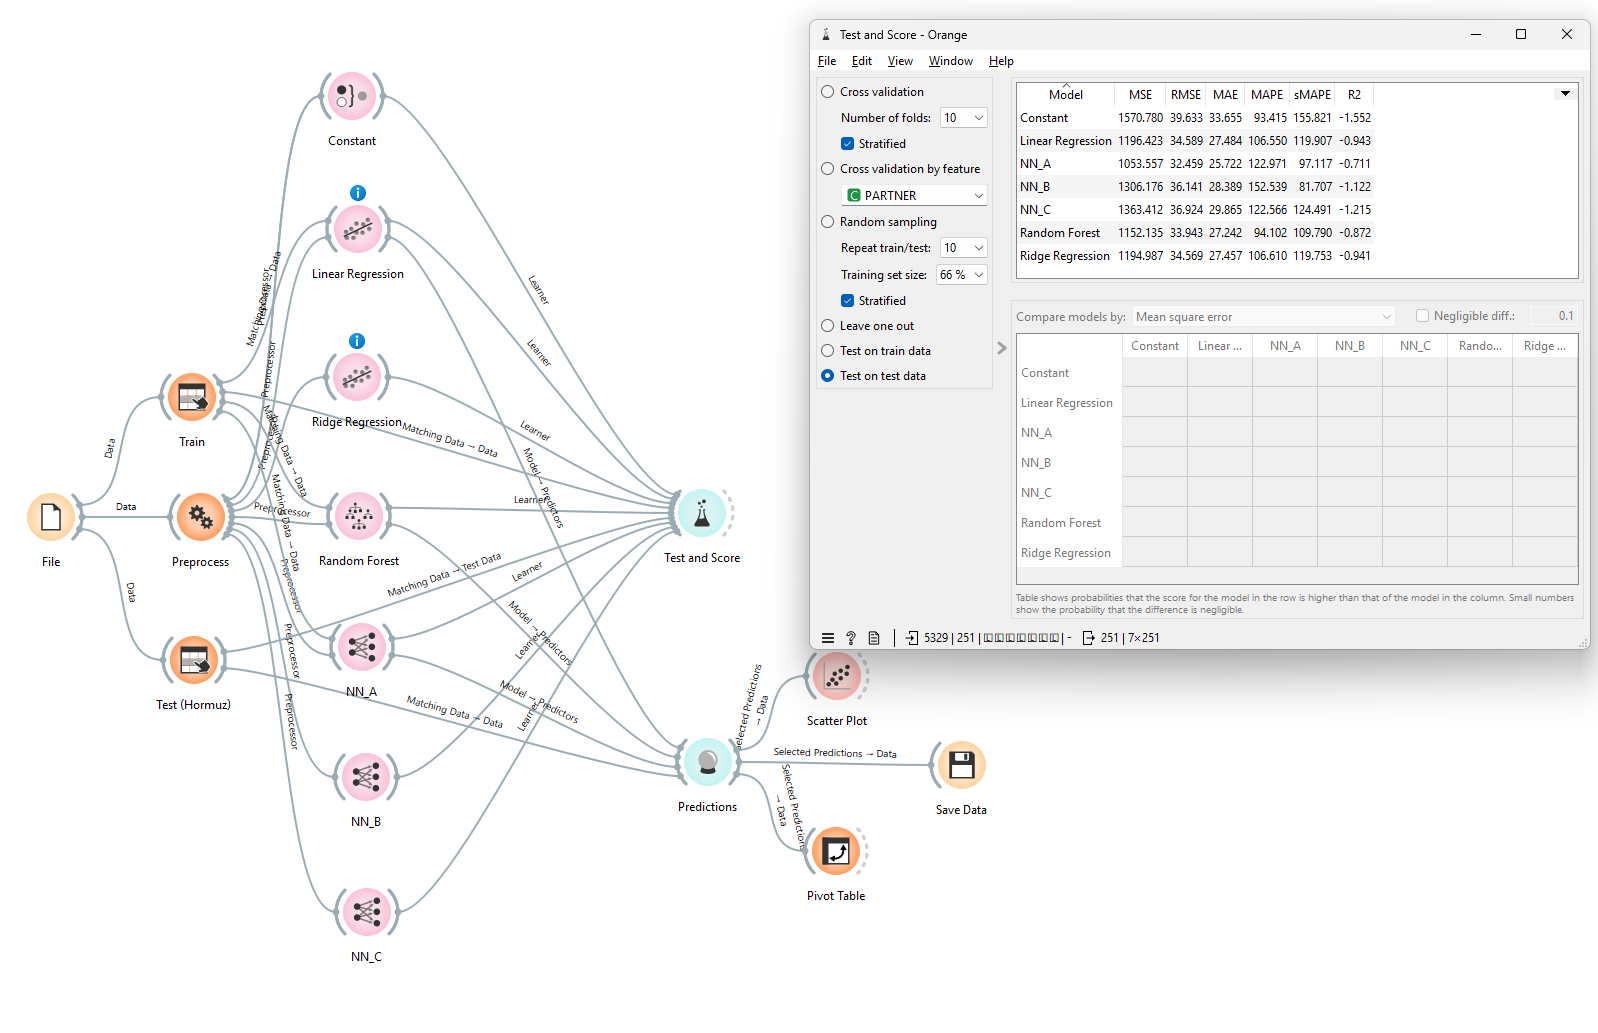 Test and Score - Orange
File Edit View Window Help
Cross validation
Number of folds: 10
Stratified
Cross validation by feature
C PARTNER
Random sampling
Repeat train/test: 10
Training set size: 66 %
Stratified
Leave one out
Test on train data
Test on test data
Model MSE RMSE MAE MAPE sMAPE R2
Constant 1570.780 39.633 33.655 93.415 155.821 -1.552
Linear Regression 1196.423 34.589 27.484 106.550 119.907 -0.943
NN_A 1053.557 32.459 25.722 122.971 97.117 -0.711
NN_B 1306.176 36.141 28.389 152.539 81.707 -1.122
NN_C 1363.412 36.924 29.865 122.566 124.491 -1.215
Random Forest 1152.135 33.943 27.242 94.102 109.790 -0.872
Ridge Regression 1194.987 34.569 27.457 106.610 119.753 -0.941
Compare models by: Mean square error Negligible diff.: 0.1
Constant Linear ... NN_A NN_B NN_C Rando... Ridge ...
Constant
Linear Regression
NN_A
NN_B
NN_C
Random Forest
Ridge Regression
Table shows probabilities that the score for the model in the row is higher than that of the model in the column. Small numbers
show the probability that the difference is negligible.
5329 | 251 | - 251 | 7×251
Constant
Linear Regression
Ridge Regression
Train
File
Preprocess
Random Forest
Test and Score
Test (Hormuz)
NN_A
NN_B
NN_C
Predictions
Scatter Plot
Save Data
Pivot Table
Data
Data
Data
Matching Data → Data
Preprocessor
Preprocessor
Preprocessor
Matching Data → Data
Matching Data → Data
Preprocessor
Matching Data → Data
Preprocessor
Preprocessor
Preprocessor
Learner
Learner
Learner
Learner
Learner
Learner
Learner
Matching Data → Test Data
Matching Data → Data
Model → Predictors
Model → Predictors
Model → Predictors
Selected Predictions
→ Data
Selected Predictions → Data
Selected Predictions
→ Data